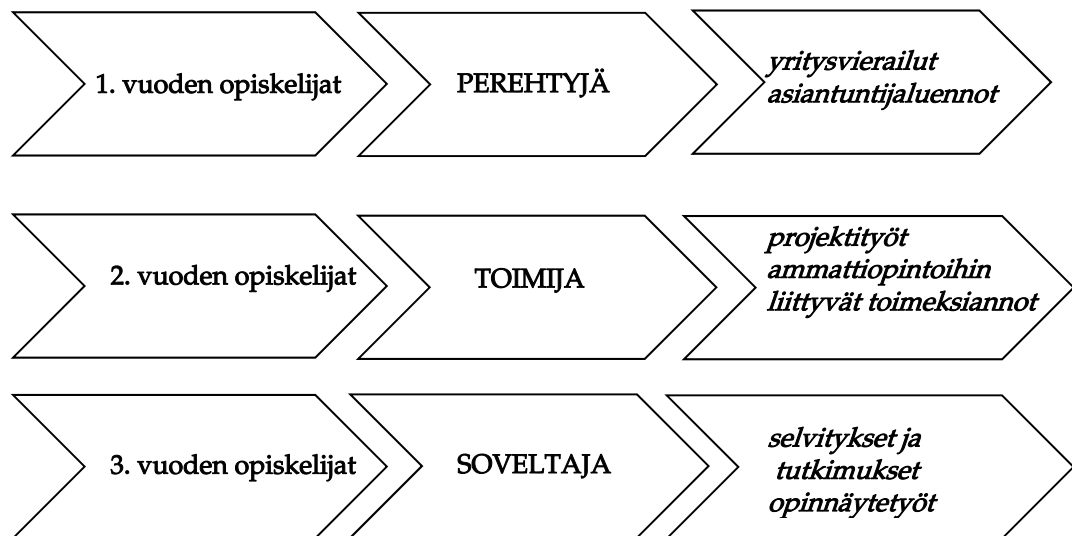 1. vuoden opiskelijat
PEREHTYJÄ
yritysvierailut
asiantuntijaluennot
2. vuoden opiskelijat
TOIMIJA
projektityöt
ammattiopintoihin
liittyvät toimeksiannot
3. vuoden opiskelijat
SOVELTAJA
selvitykset ja
tutkimukset
opinnäytetyöt